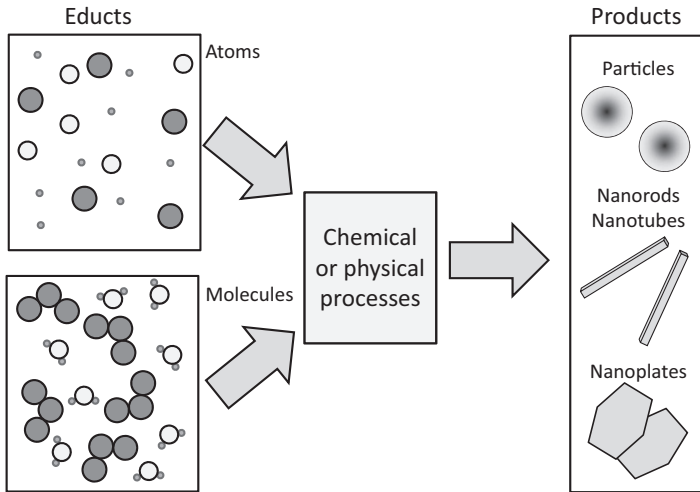 Educts
Products
Atoms
Particles
Nanorods
Nanotubes
Chemical
or physical
processes
Molecules
Nanoplates